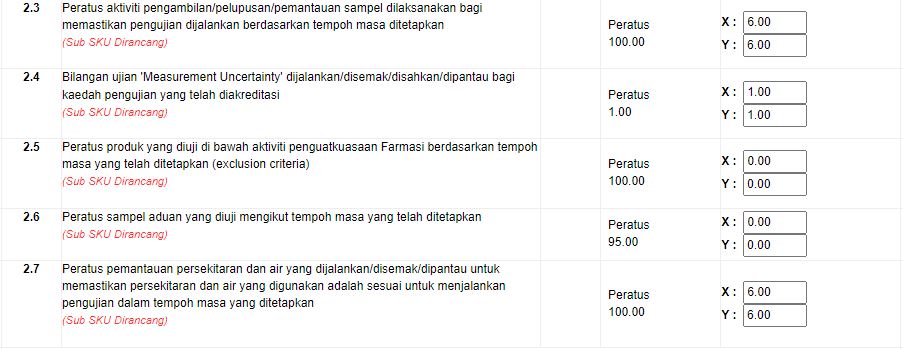 2.3 Peratus aktiviti pengambilan/pelupusan/pemantauan sampel dilaksanakan bagi
memastikan pengujian dijalankan berdasarkan tempoh masa ditetapkan
(Sub SKU Dirancang)
Peratus
100.00
X : 6.00
Y : 6.00
2.4 Bilangan ujian 'Measurement Uncertainty' dijalankan/disemak/disahkan/dipantau bagi
kaedah pengujian yang telah diakreditasi
(Sub SKU Dirancang)
Peratus
1.00
X : 1.00
Y : 1.00
2.5 Peratus produk yang diuji di bawah aktiviti penguatkuasaan Farmasi berdasarkan tempoh
masa yang telah ditetapkan (exclusion criteria)
(Sub SKU Dirancang)
Peratus
100.00
X : 0.00
Y : 0.00
2.6 Peratus sampel aduan yang diuji mengikut tempoh masa yang telah ditetapkan
(Sub SKU Dirancang)
Peratus
95.00
X : 0.00
Y : 0.00
2.7 Peratus pemantauan persekitaran dan air yang dijalankan/disemak/dipantau untuk
memastikan persekitaran dan air yang digunakan adalah sesuai untuk menjalankan
pengujian dalam tempoh masa yang ditetapkan
(Sub SKU Dirancang)
Peratus
100.00
X : 6.00
Y : 6.00